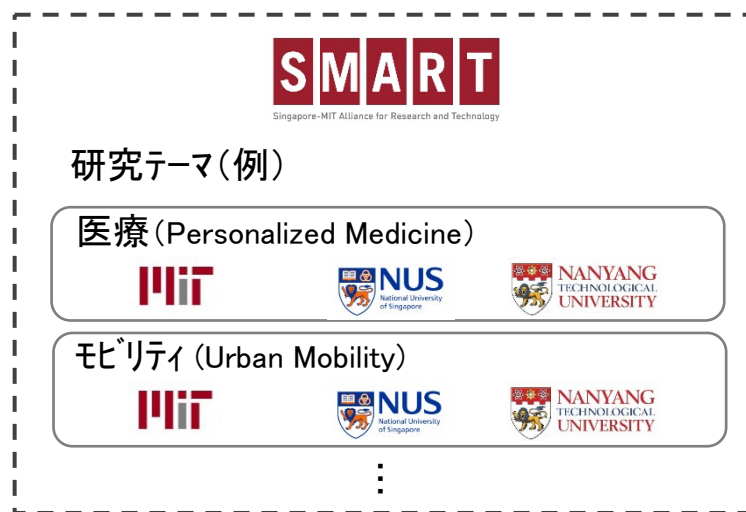 SMART
Singapore-MIT Alliance for Research and Technology
研究テーマ（例）
医療（Personalized Medicine）
MIT
NUS
National University
of Singapore
NANYANG
TECHNOLOGICAL
UNIVERSITY
モビリティ (Urban Mobility)
MIT
NUS
National University
of Singapore
NANYANG
TECHNOLOGICAL
UNIVERSITY
⋮